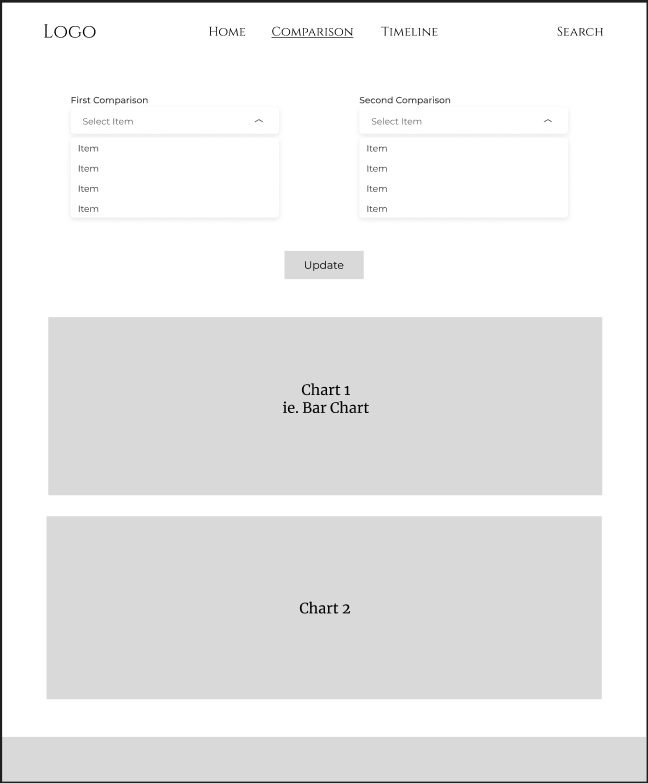 Logo
Home Comparison Timeline Search
First Comparison
Second Comparison
Select Item
Select Item
Item
Item
Item
Item
Item
Item
Item
Item
Update
Chart 1
ie. Bar Chart
Chart 2